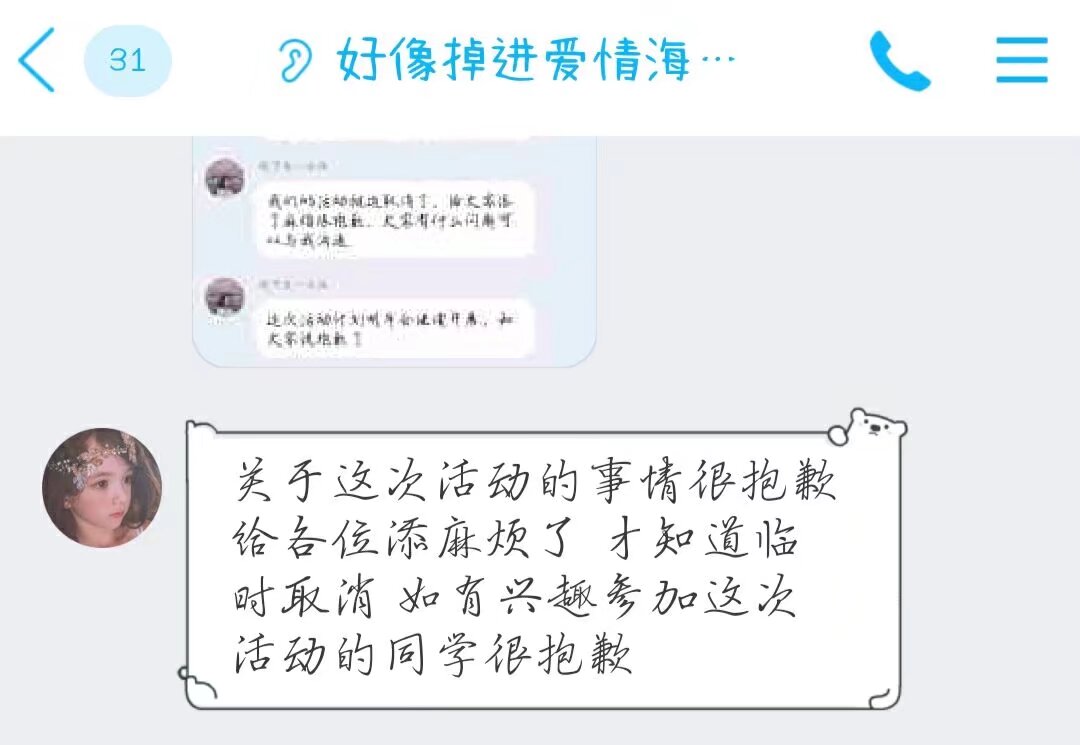 31
好像掉进爱情海…
我们的活动就选取消了，给大家添
了麻烦很抱歉，大家有什么问题可
以与我沟通
这次活动计划明年会继续开展，和
大家说抱歉了
关于这次活动的事情很抱歉
给各位添麻烦了 才知道临
时取消 如有兴趣参加这次
活动的同学很抱歉